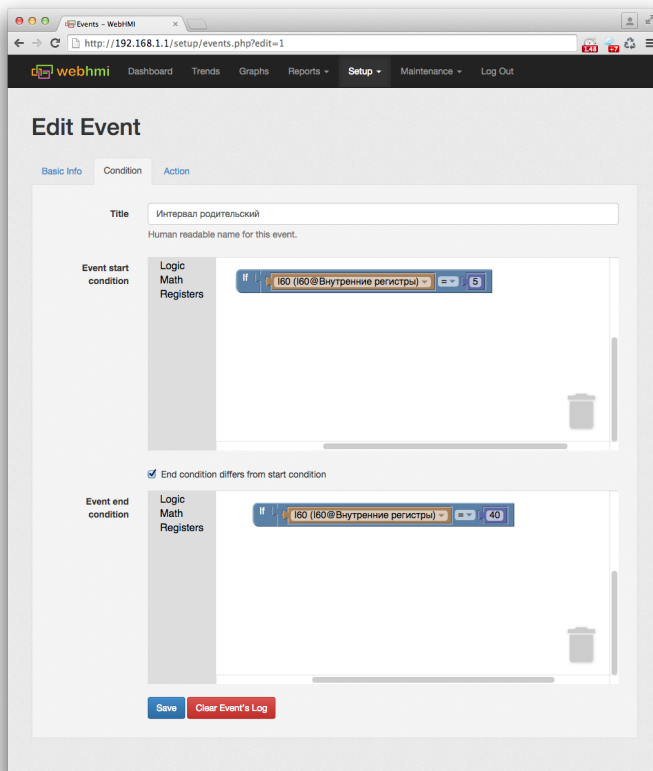 Events – WebHMI
http://192.168.1.1/setup/events.php?edit=1
1.48
+7
webhmi Dashboard Trends Graphs Reports Setup Maintenance Log Out
Edit Event
Basic Info Condition Action
Title Интервал родительский
Human readable name for this event.
Event start condition
Logic
Math
Registers
If I60 (I60@Внутренние регистры) = 5
End condition differs from start condition
Event end condition
Logic
Math
Registers
If I60 (I60@Внутренние регистры) = 40
Save Clear Event's Log